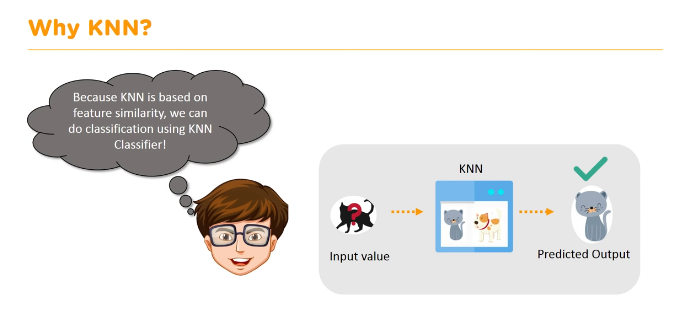 Why KNN?
Because KNN is based on
feature similarity, we can
do classification using KNN
Classifier!
KNN
?
Input value
Predicted Output